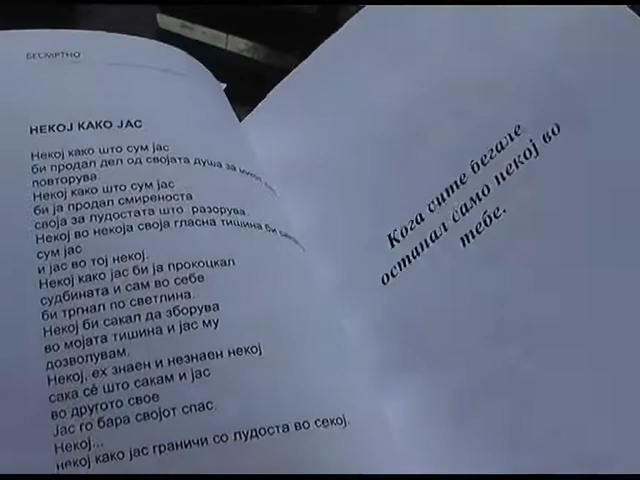 БЕСМРТНО
НЕКОЈ КАКО ЈАС
Некој како што сум јас
би продал дел од својата душа за
повторува.
Некој како што сум јас
би ја продал смиреноста
своја за лудостата што разорува.
Некој во некоја своја гласна тишина би
сум јас
и јас во тој некој.
Некој како јас би ја прокоцкал
судбината и сам во себе
би тргнал по светлина.
Некој би сакал да зборува
во мојата тишина и јас му
дозволувам.
Некој, ех знаен и незнаен некој
сака сѐ што сакам и јас
во другото свое
Јас го бара својот спас.
Некој...
некој како јас граничи со лудоста во секој.
Кога сите бегале
останал само некој во
тебе.